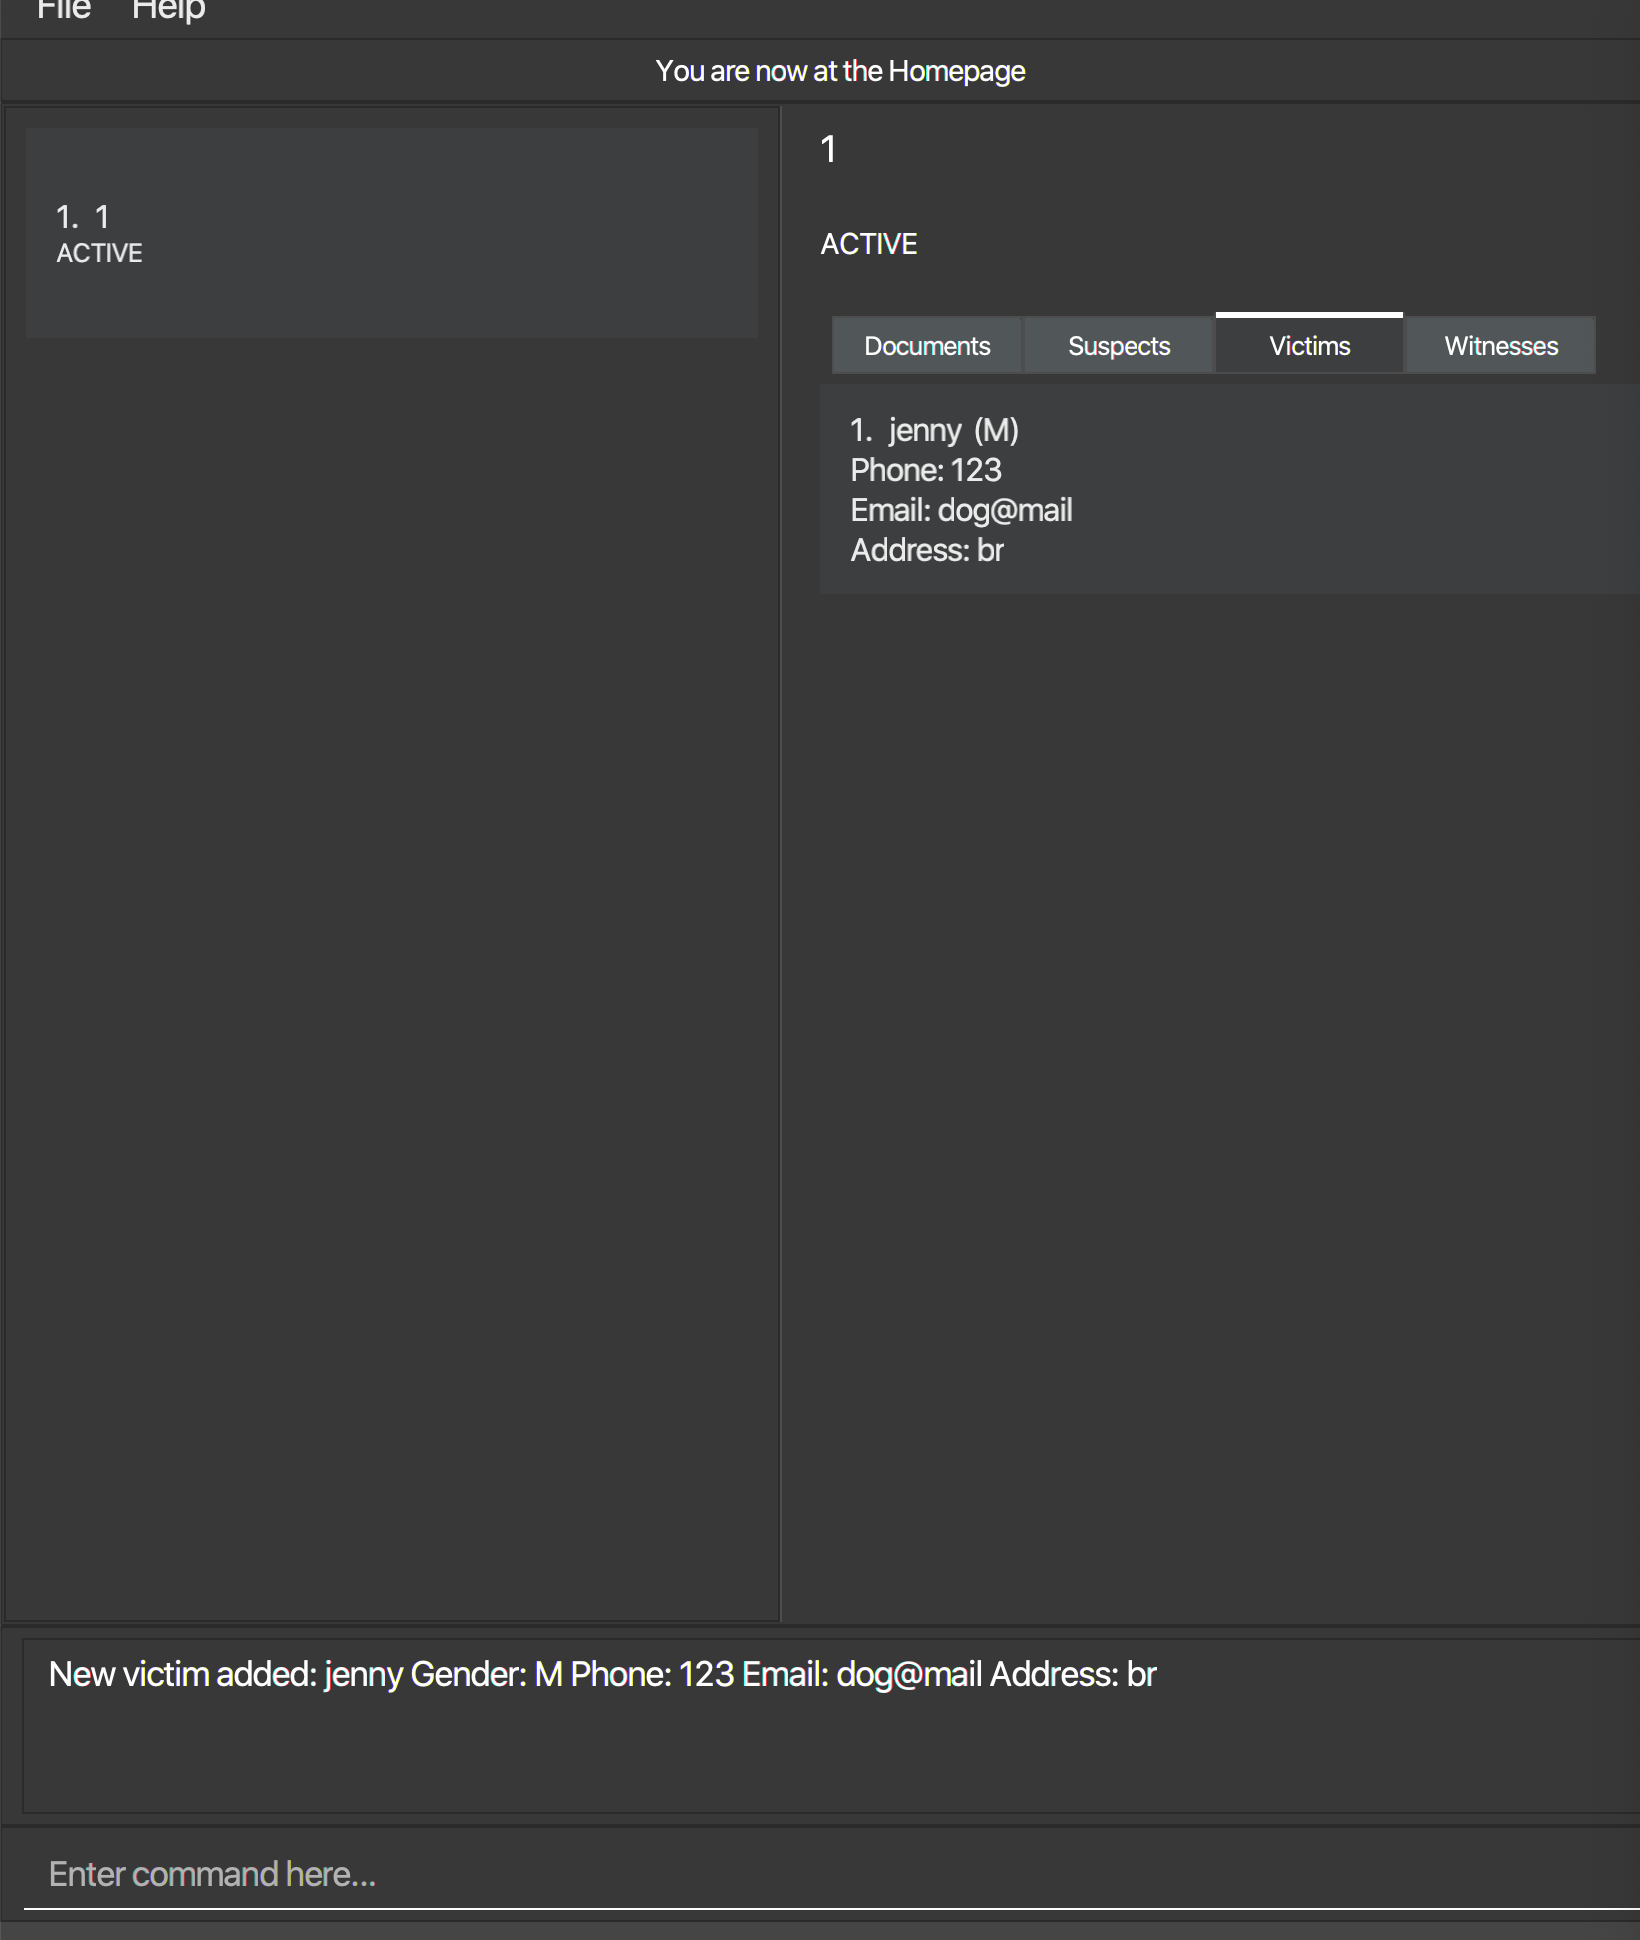 File Help
You are now at the Homepage
1. 1
ACTIVE
1
ACTIVE
Documents Suspects Victims Witnesses
1. jenny (M)
Phone: 123
Email: dog@mail
Address: br
New victim added: jenny Gender: M Phone: 123 Email: dog@mail Address: br
Enter command here...